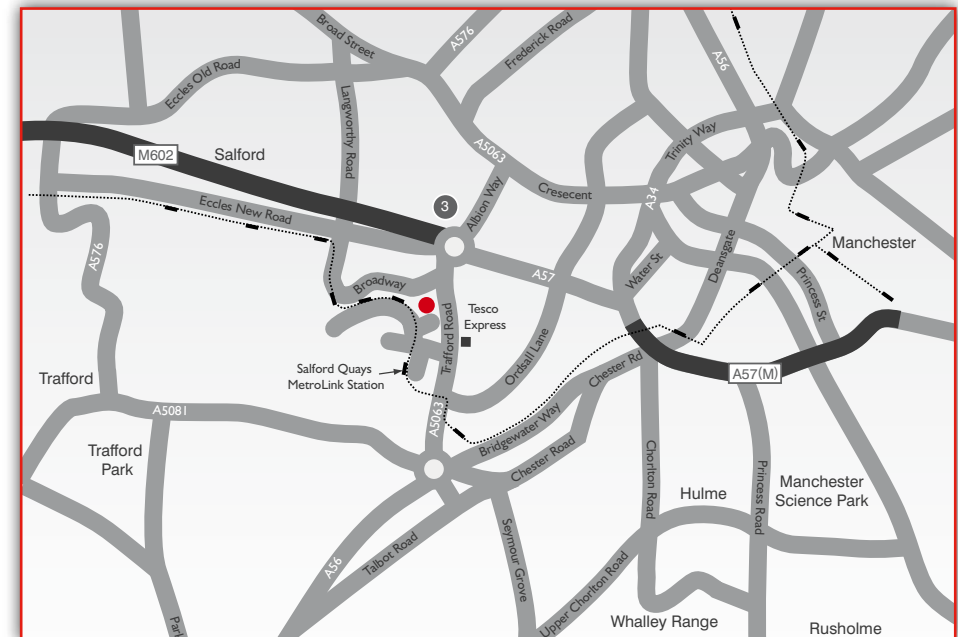 Broad Street
A576
Frederick Road
A56
Eccles Old Road
Langworthy Road
Trinity Way
M602
Salford
A5063
Cresecent
A34
Albion Way
3
Eccles New Road
Deansgate
Manchester
A576
Water St
A57
Princess St
Broadway
Tesco
Express
Trafford Road
Ordsall Lane
Salford Quays
MetroLink Station
Chester Rd
A57(M)
Trafford
A5081
A5063
Bridgewater Way
Chester Road
Trafford
Park
Chorlton Road
Princess Road
Hulme
Manchester
Science Park
A56
Talbot Road
Seymour Grove
Upper Chorlton Road
Park
Whalley Range
Rusholme